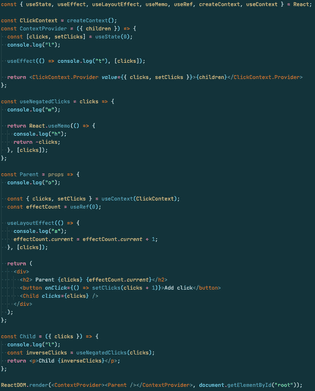 const { useState, useEffect, useLayoutEffect, useMemo, useRef, createContext, useContext } = React;
const ClickContext = createContext();
const ContextProvider = ({ children }) => {
const [clicks, setClicks] = useState(0);
console.log("i");
useEffect(() => console.log("t"), [clicks]);
return <ClickContext.Provider value={{ clicks, setClicks }}>{children}</ClickContext.Provider>
};
const useNegatedClicks = clicks => {
console.log("w");
return React.useMemo(() => {
console.log("h");
return -clicks;
}, [clicks]);
};
const Parent = props => {
console.log("o");
const { clicks, setClicks } = useContext(ClickContext);
const effectCount = useRef(0);
useLayoutEffect(() => {
console.log("a");
effectCount.current = effectCount.current + 1;
}, [clicks]);
return (
<div>
<h2> Parent {clicks} {effectCount.current}</h2>
<button onClick={() => setClicks(clicks + 1)}>Add click</button>
<Child clicks={clicks} />
</div>
);
};
const Child = ({ clicks }) => {
console.log("l");
const inverseClicks = useNegatedClicks(clicks);
return <p>Child {inverseClicks}</p>;
};
ReactDOM.render(<ContextProvider><Parent /></ContextProvider>, document.getElementById("root"));